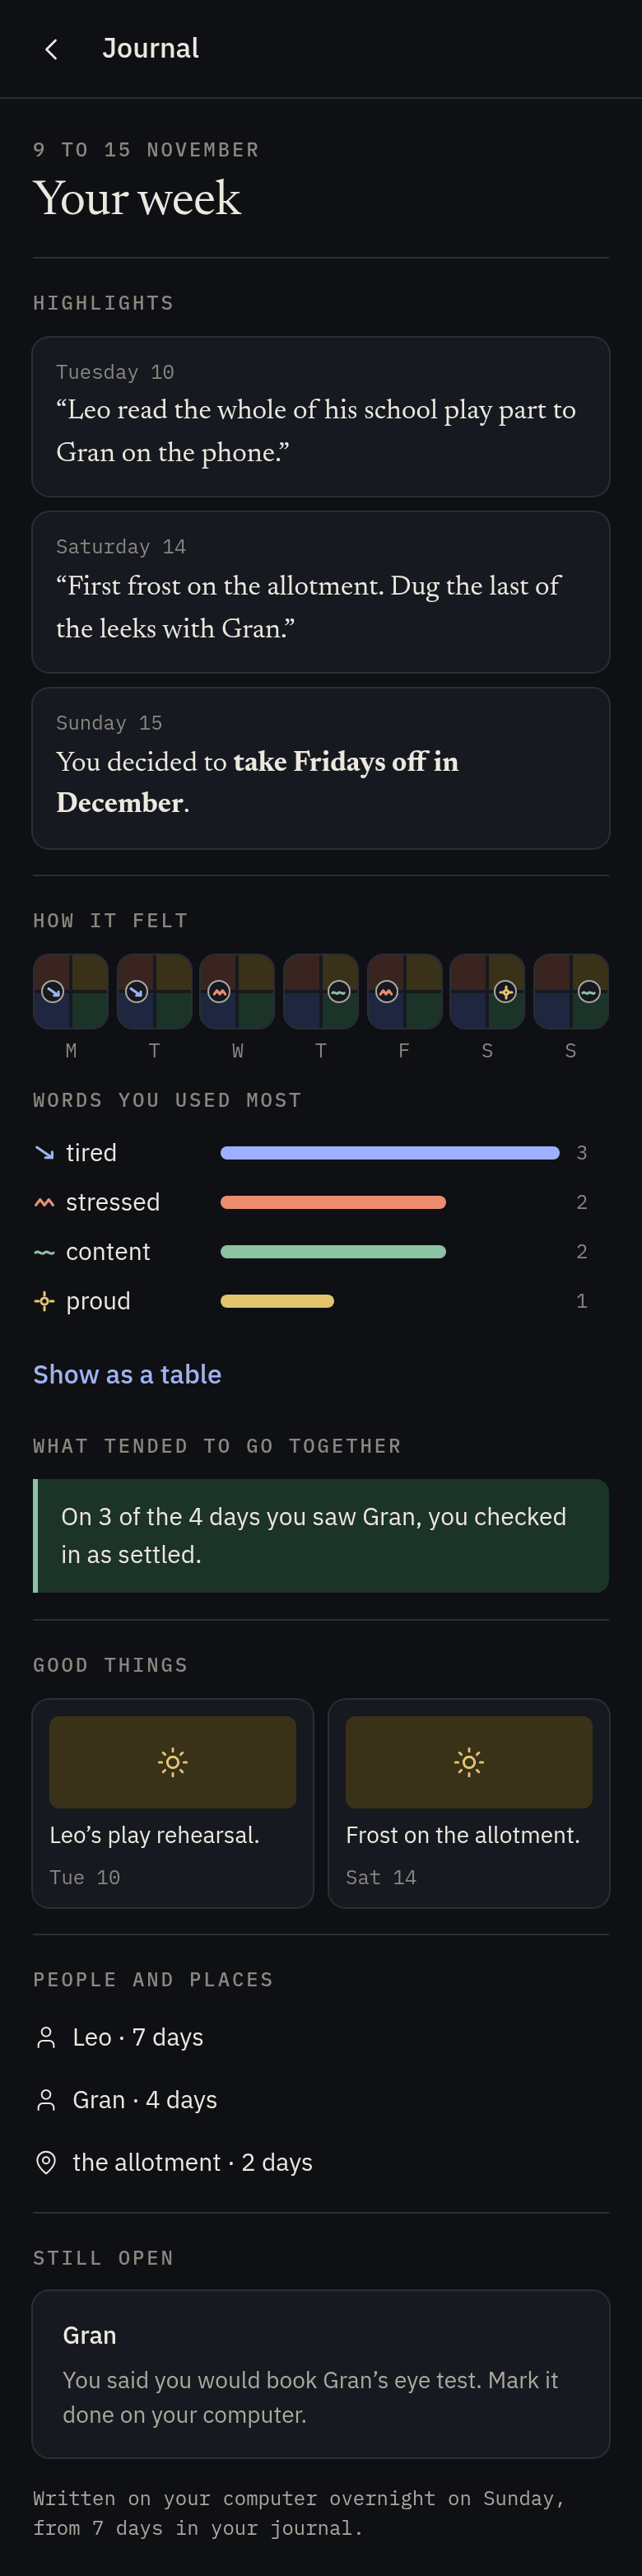 Journal
9 TO 15 NOVEMBER
Your week
HIGHLIGHTS
Tuesday 10
“Leo read the whole of his school play part to
Gran on the phone.”
Saturday 14
“First frost on the allotment. Dug the last of
the leeks with Gran.”
Sunday 15
You decided to take Fridays off in
December.
HOW IT FELT
M T W T F S S
WORDS YOU USED MOST
tired 3
stressed 2
content 2
proud 1
Show as a table
WHAT TENDED TO GO TOGETHER
On 3 of the 4 days you saw Gran, you checked
in as settled.
GOOD THINGS
Leo’s play rehearsal. Frost on the allotment.
Tue 10 Sat 14
PEOPLE AND PLACES
Leo · 7 days
Gran · 4 days
the allotment · 2 days
STILL OPEN
Gran
You said you would book Gran’s eye test. Mark it
done on your computer.
Written on your computer overnight on Sunday,
from 7 days in your journal.